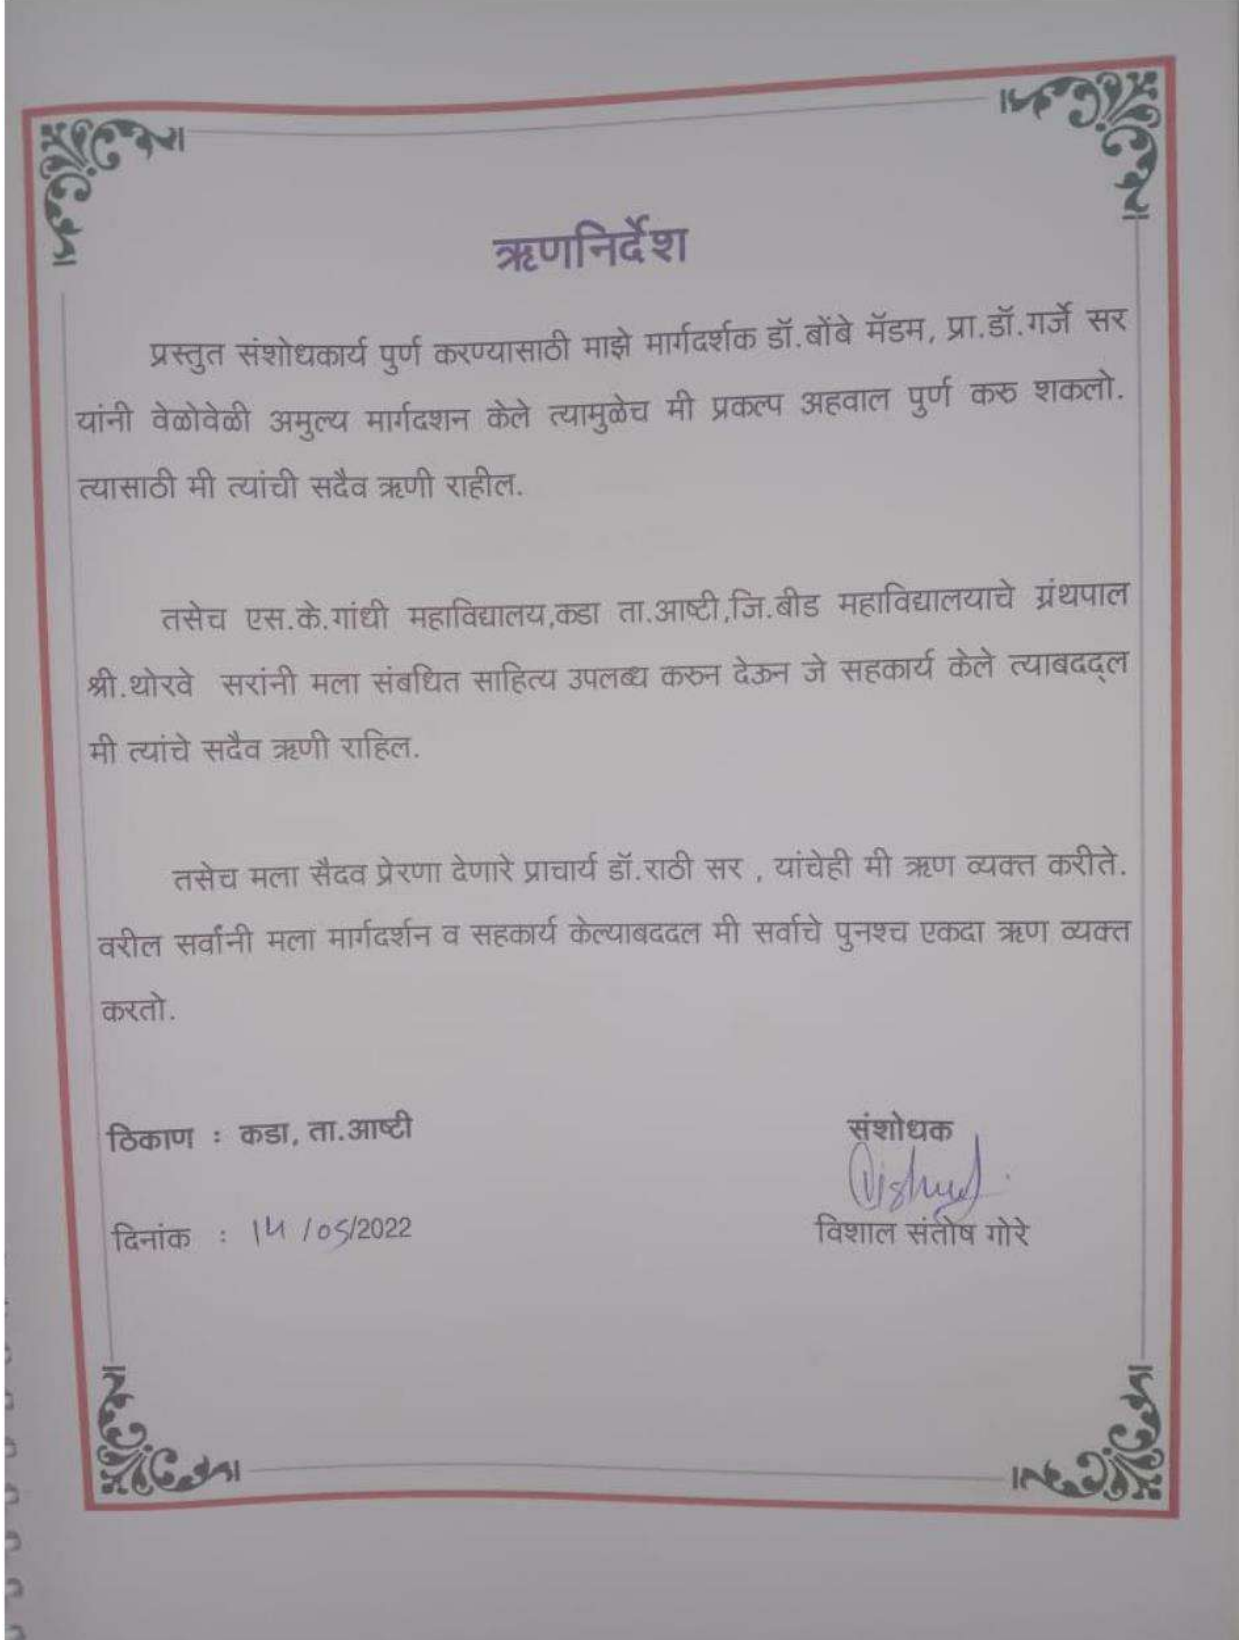 ऋणनिर्देश
प्रस्तुत संशोधकार्य पुर्ण करण्यासाठी माझे मार्गदर्शक डॉ.बोंबे मॅडम, प्रा.डॉ.गर्जे सर
यांनी वेळोवेळी अमुल्य मार्गदशन केले त्यामुळेच मी प्रकल्प अहवाल पुर्ण करु शकलो.
त्यासाठी मी त्यांची सदैव ऋणी राहील.
तसेच एस.के.गांधी महाविद्यालय,कडा ता.आष्टी,जि.बीड महाविद्यालयाचे ग्रंथपाल
श्री.थोरवे सरांनी मला संबधित साहित्य उपलब्ध करुन देऊन जे सहकार्य केले त्याबदद्ल
मी त्यांचे सदैव ऋणी राहिल.
तसेच मला सैदव प्रेरणा देणारे प्राचार्य डॉ.राठी सर , यांचेही मी ऋण व्यक्त करीते.
वरील सर्वांनी मला मार्गदर्शन व सहकार्य केल्याबददल मी सर्वाचे पुनश्च एकदा ऋण व्यक्त
करतो.
ठिकाण : कडा, ता.आष्टी
संशोधक
Vishal
दिनांक : 14 /05/2022
विशाल संतोष गोरे